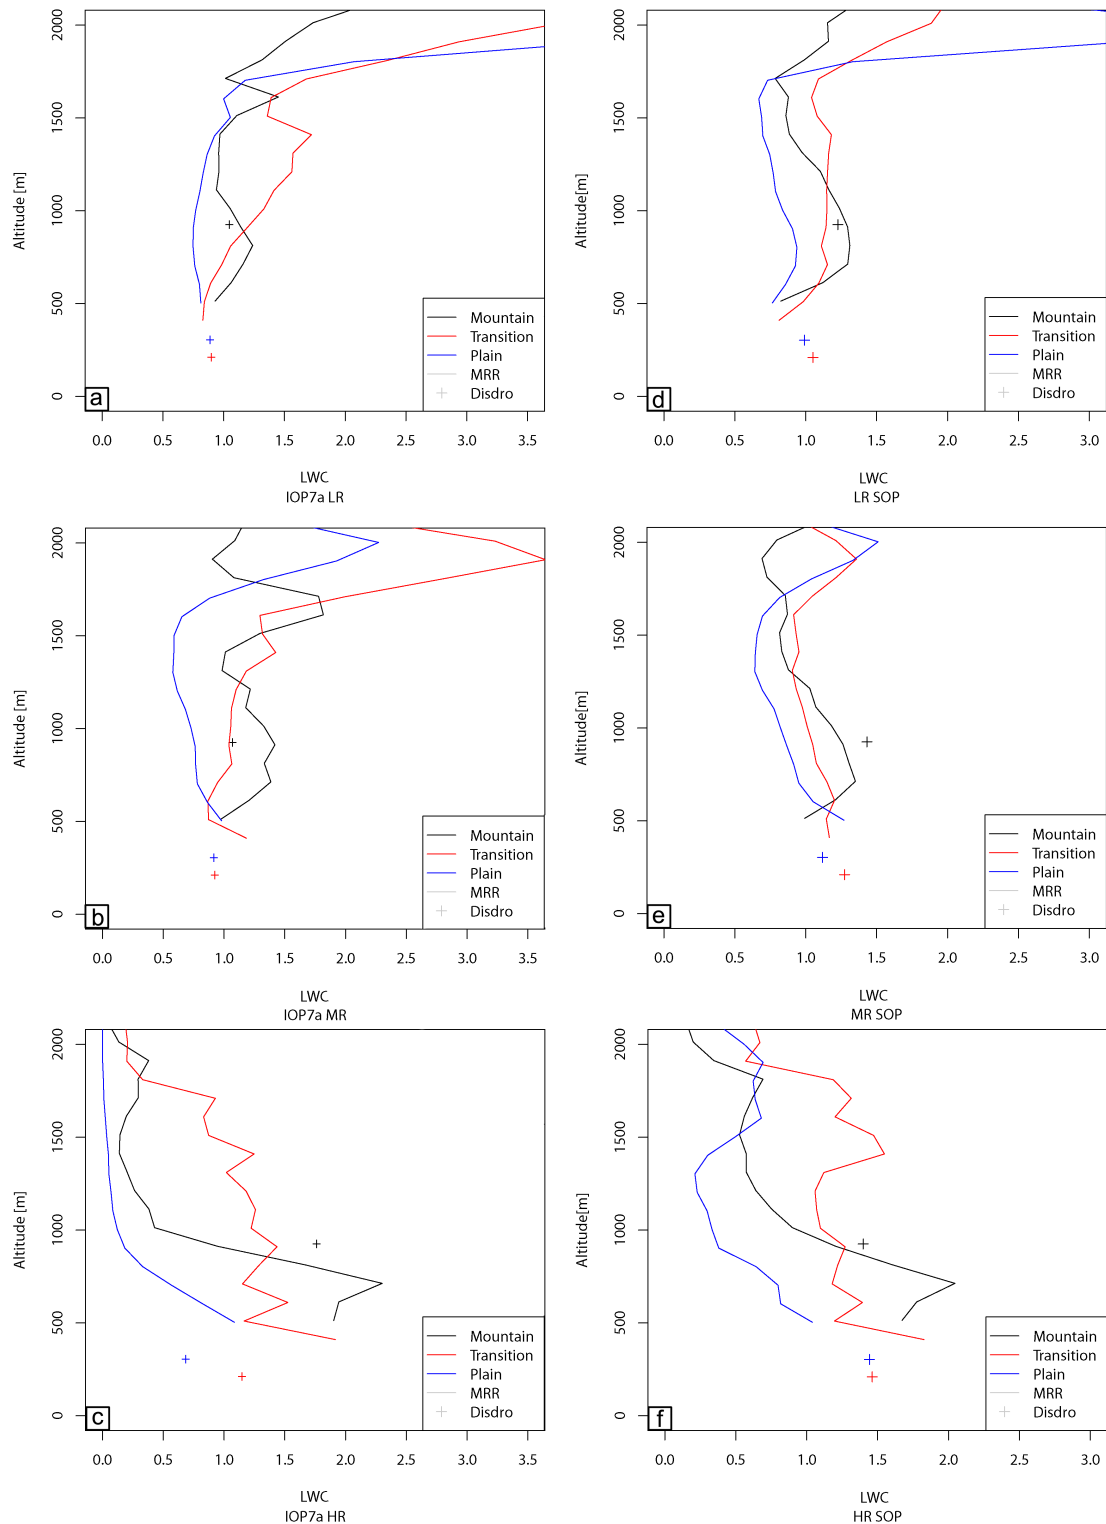 2000
1500
1000
500
0
Altitude [m]
Mountain
Transition
Plain
MRR
Disdro
a
0.0 0.5 1.0 1.5 2.0 2.5 3.0 3.5
LWC
IOP7a LR
2000
1500
1000
500
0
Altitude[m]
Mountain
Transition
Plain
MRR
Disdro
d
0.0 0.5 1.0 1.5 2.0 2.5 3.0
LWC
LR SOP
2000
1500
1000
500
0
Altitude [m]
Mountain
Transition
Plain
MRR
Disdro
b
0.0 0.5 1.0 1.5 2.0 2.5 3.0 3.5
LWC
IOP7a MR
2000
1500
1000
500
0
Altitude[m]
Mountain
Transition
Plain
MRR
Disdro
e
0.0 0.5 1.0 1.5 2.0 2.5 3.0
LWC
MR SOP
2000
1500
1000
500
0
Altitude [m]
Mountain
Transition
Plain
MRR
Disdro
c
0.0 0.5 1.0 1.5 2.0 2.5 3.0 3.5
LWC
IOP7a HR
2000
1500
1000
500
0
Altitude[m]
Mountain
Transition
Plain
MRR
Disdro
f
0.0 0.5 1.0 1.5 2.0 2.5 3.0
LWC
HR SOP